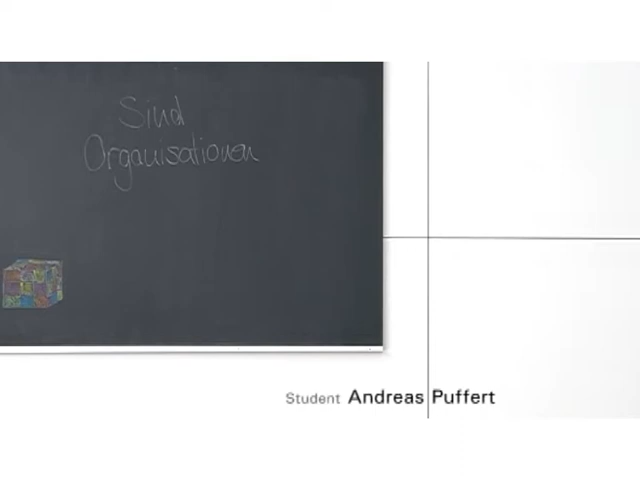 Sind
Organisationen
Student Andreas Puffert